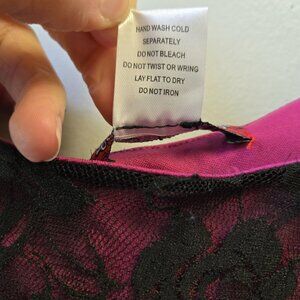 HAND WASH COLD
SEPARATELY
DO NOT BLEACH
DO NOT TWIST OR WRING
LAY FLAT TO DRY
DO NOT IRON